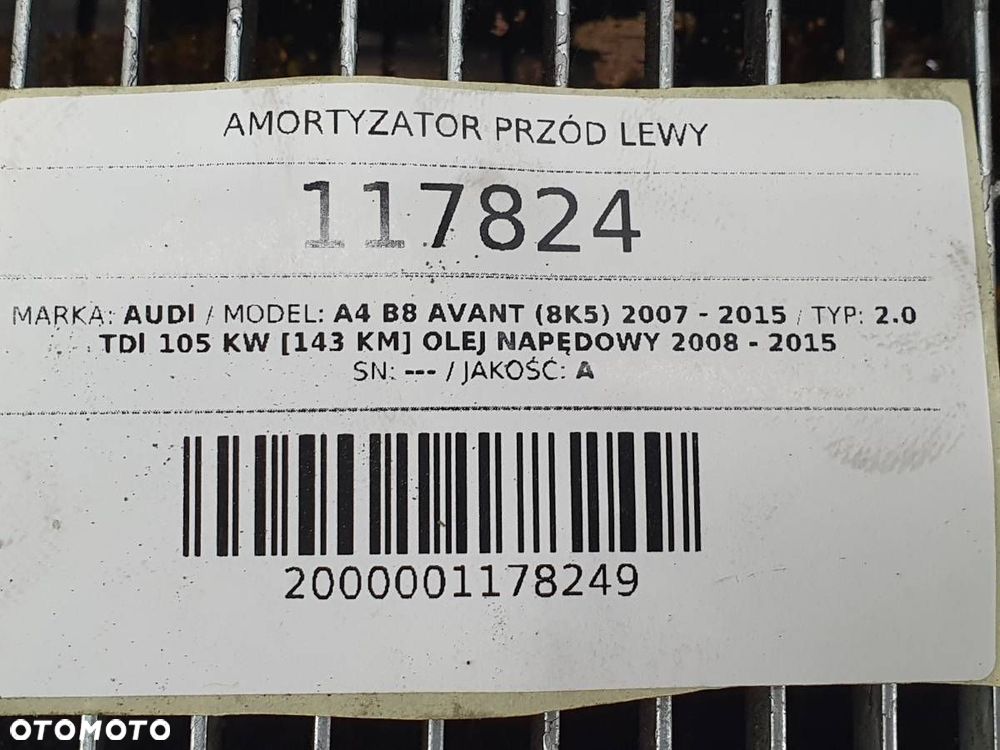 AMORTYZATOR PRZÓD LEWY
117824
MARKA: AUDI / MODEL: A4 B8 AVANT (8K5) 2007 - 2015 / TYP: 2.0
TDI 105 KW [143 KM] OLEJ NAPĘDOWY 2008 - 2015
SN: --- / JAKOŚĆ: A
2000001178249
OTOMOTO